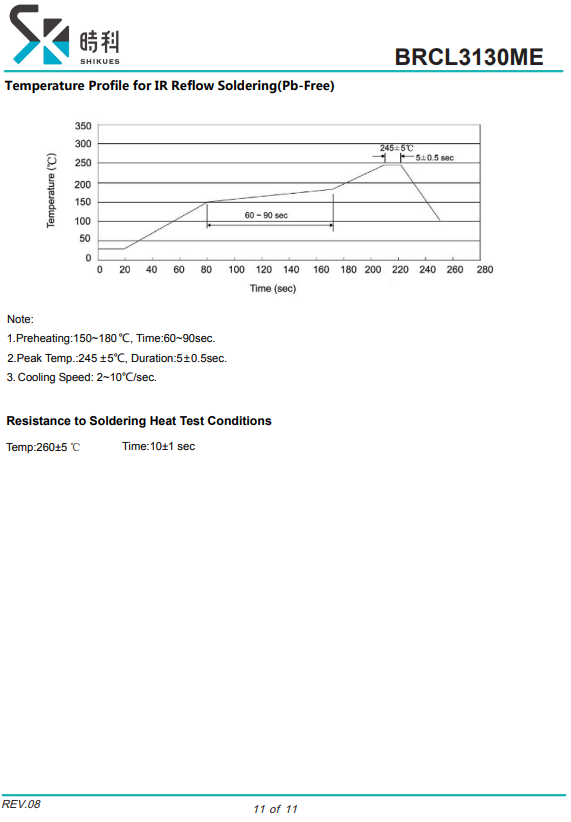 時科
SHIKUES
BRCL3130ME
Temperature Profile for IR Reflow Soldering(Pb-Free)
350
300
250
200
150
100
50
0
Temperature (℃)
245±5℃
5±0.5 sec
60 ~ 90 sec
0 20 40 60 80 100 120 140 160 180 200 220 240 260 280
Time (sec)
Note:
1.Preheating:150~180℃, Time:60~90sec.
2.Peak Temp.:245 ±5℃, Duration:5±0.5sec.
3. Cooling Speed: 2~10℃/sec.
Resistance to Soldering Heat Test Conditions
Temp:260±5 ℃ Time:10±1 sec
REV.08
11 of 11